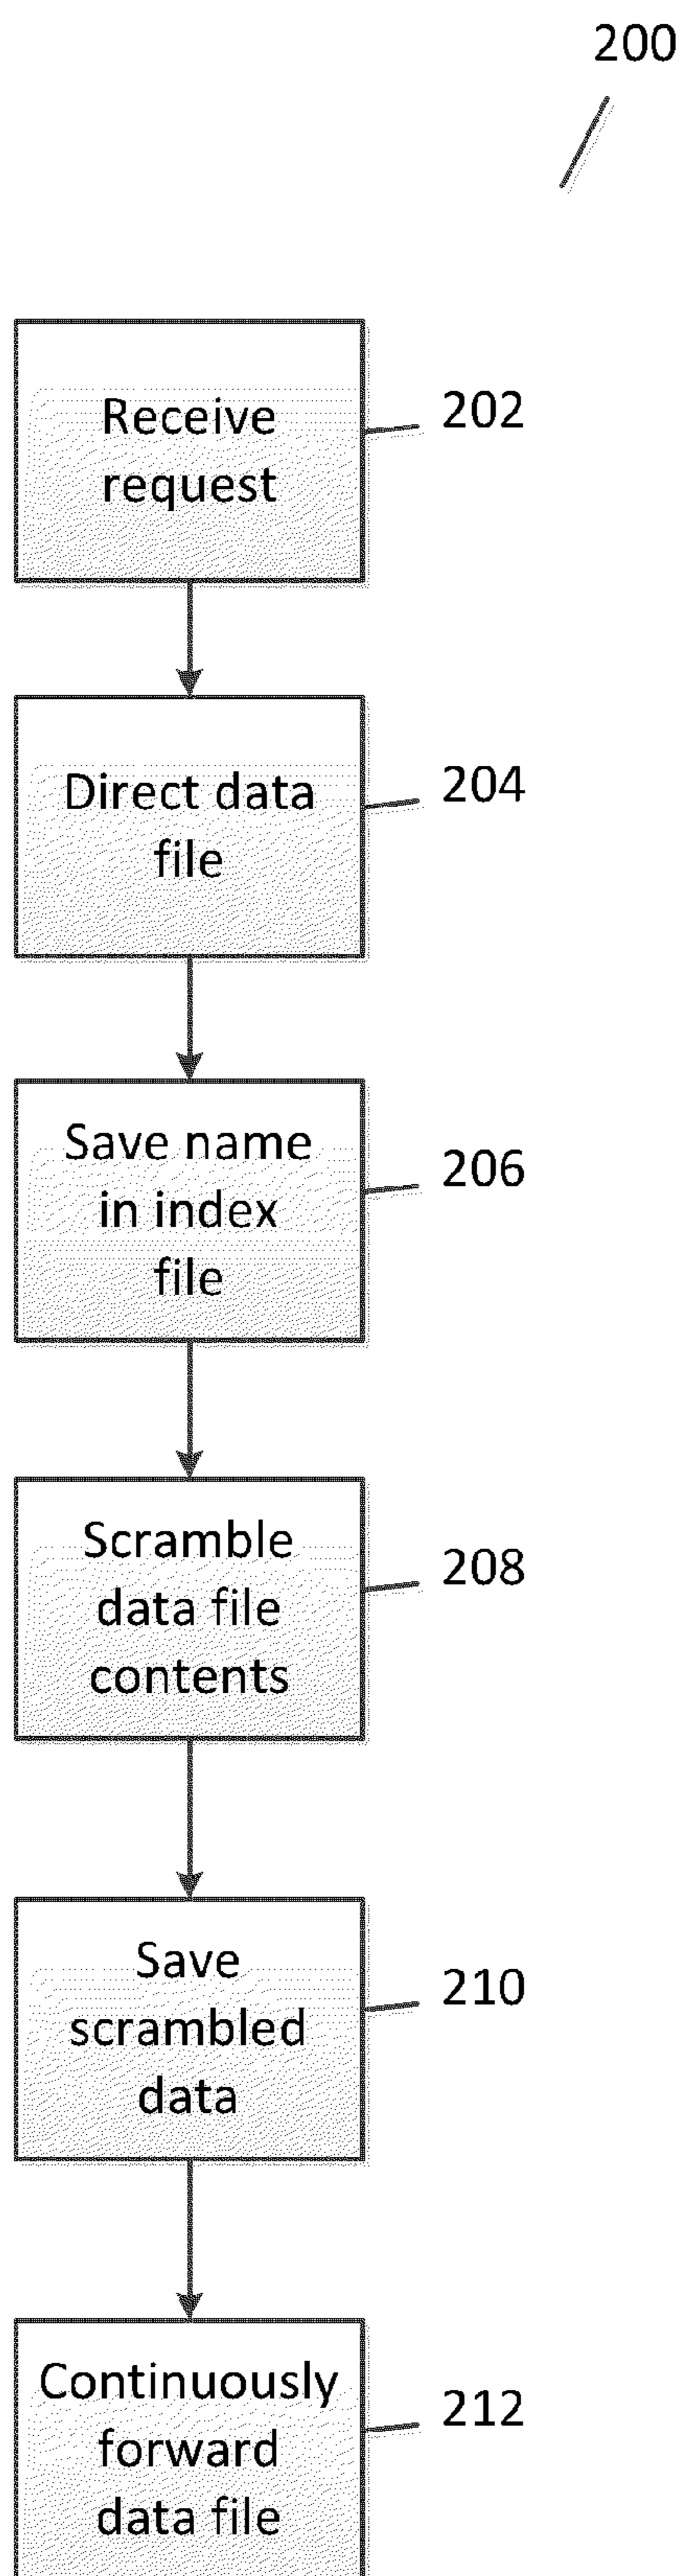 200
Receive
request
202
Direct data
file
204
Save name
in index
file
206
Scramble
data file
contents
208
Save
scrambled
data
210
Continuously
forward
data file
212